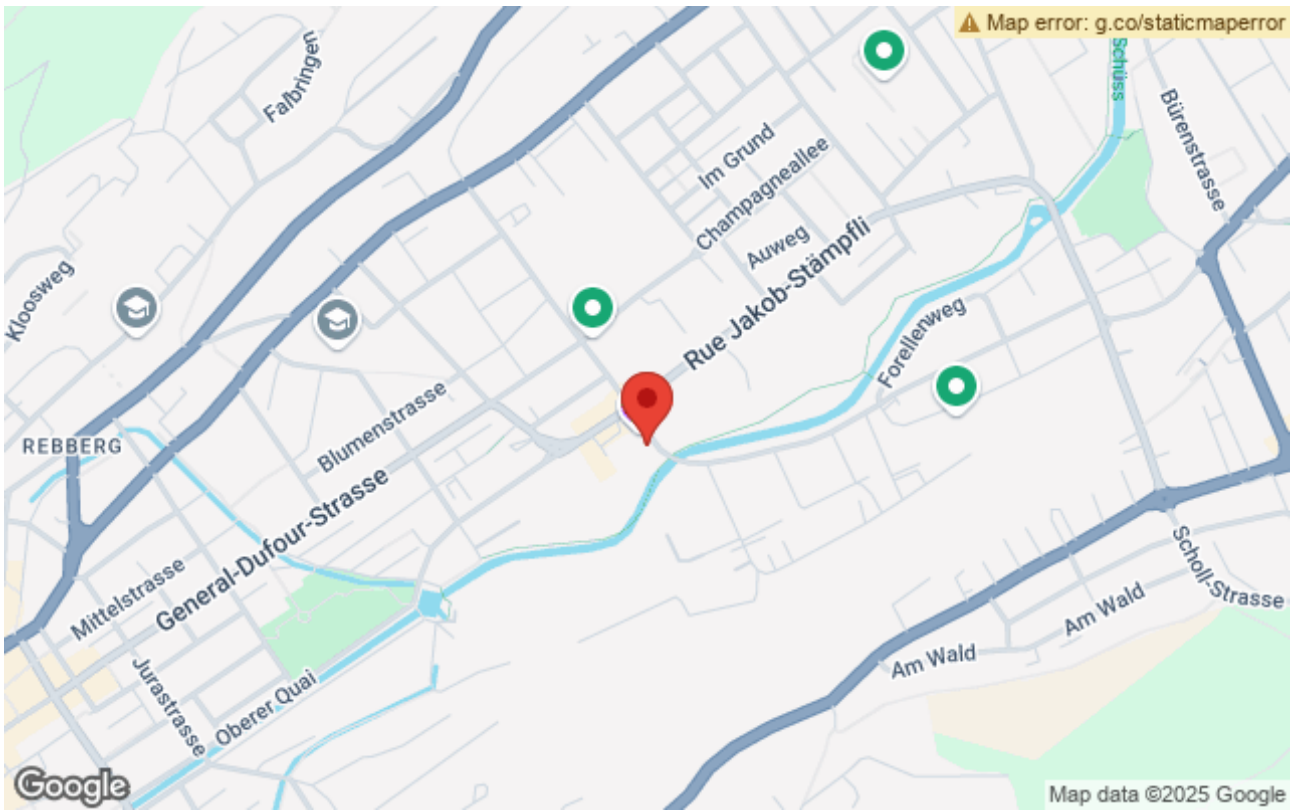 Map error: g.co/staticmaperror
Falbringen
Schüss
Bürenstrasse
Im Grund
Champagneallee
Auweg
Kloosweg
Rue Jakob-Stämpfli
Forellenweg
Blumenstrasse
REBBERG
General-Dufour-Strasse
Mittelstrasse
Scholl-Strasse
Am Wald
Am Wald
Jurastrasse
Oberer Quai
Google
Map data ©2025 Google